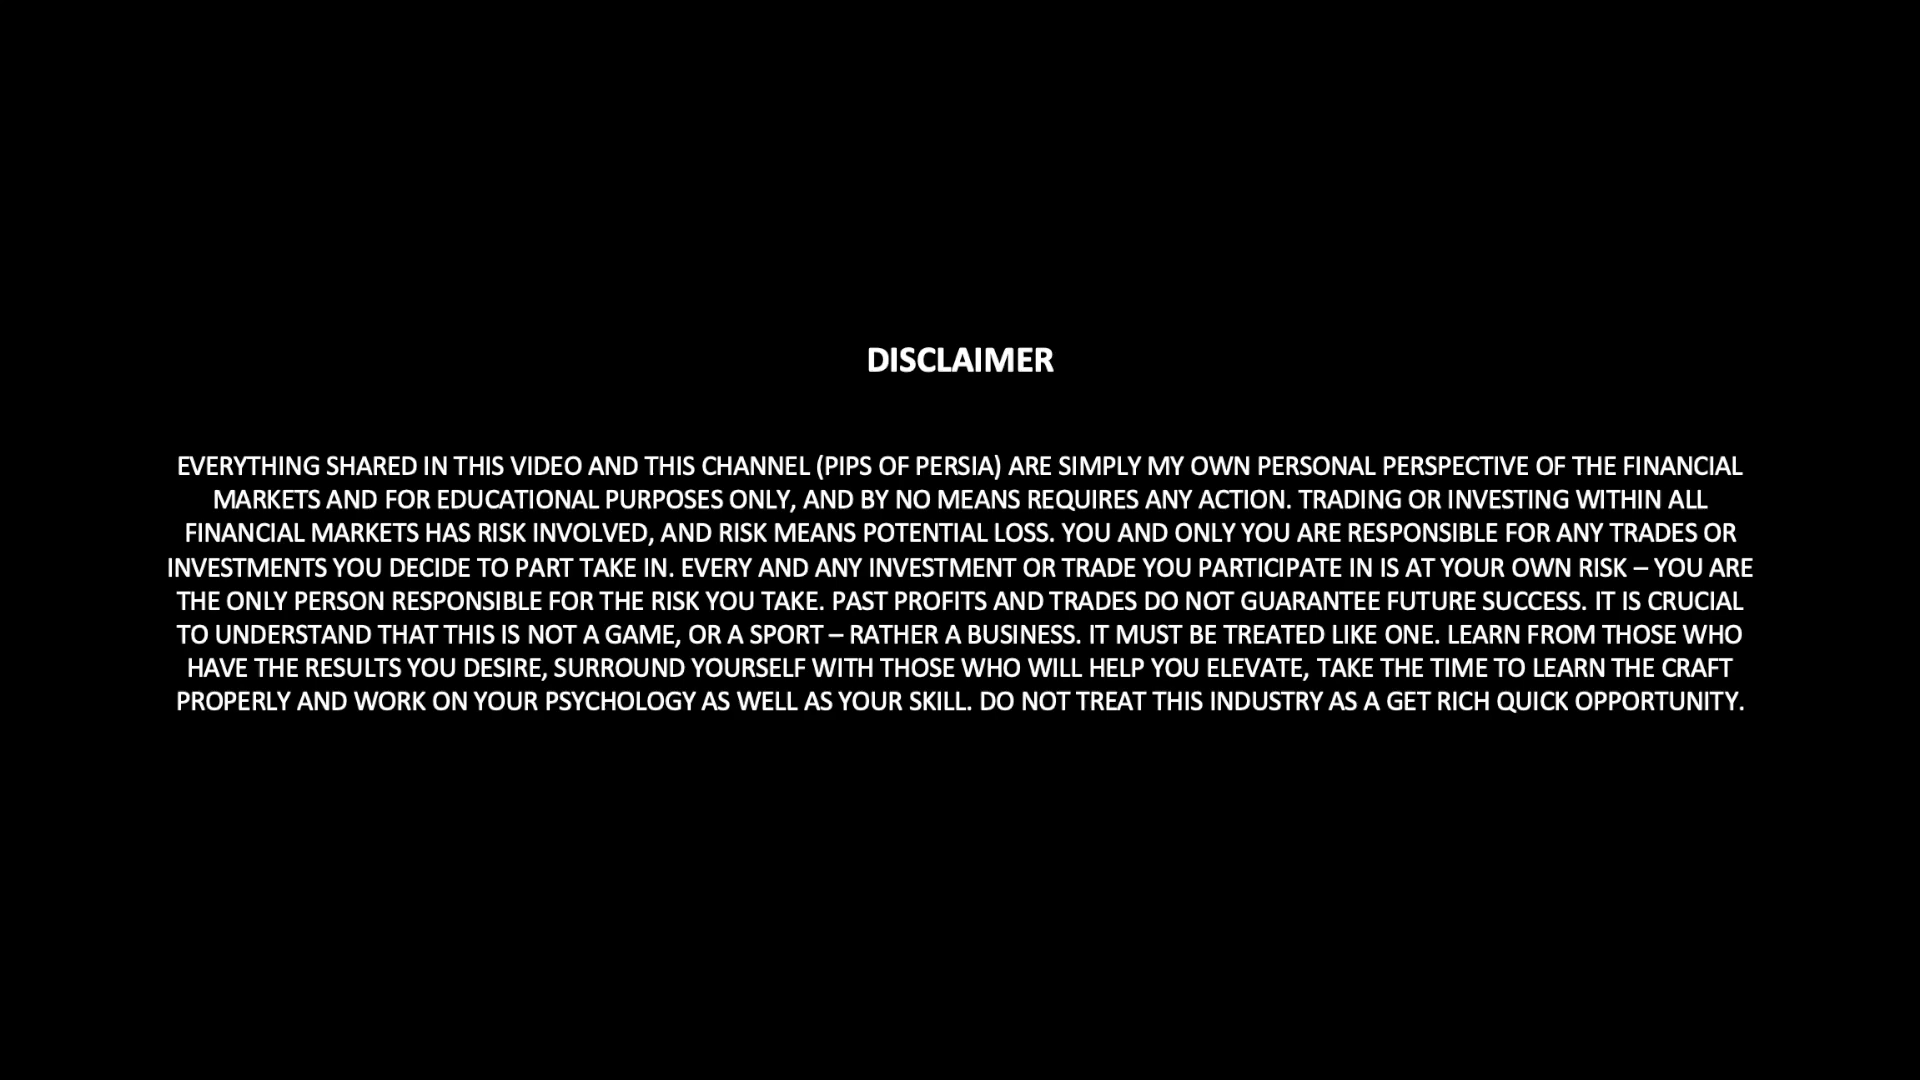 DISCLAIMER
EVERYTHING SHARED IN THIS VIDEO AND THIS CHANNEL (PIPS OF PERSIA) ARE SIMPLY MY OWN PERSONAL PERSPECTIVE OF THE FINANCIAL
MARKETS AND FOR EDUCATIONAL PURPOSES ONLY, AND BY NO MEANS REQUIRES ANY ACTION. TRADING OR INVESTING WITHIN ALL
FINANCIAL MARKETS HAS RISK INVOLVED, AND RISK MEANS POTENTIAL LOSS. YOU AND ONLY YOU ARE RESPONSIBLE FOR ANY TRADES OR
INVESTMENTS YOU DECIDE TO PART TAKE IN. EVERY AND ANY INVESTMENT OR TRADE YOU PARTICIPATE IN IS AT YOUR OWN RISK – YOU ARE
THE ONLY PERSON RESPONSIBLE FOR THE RISK YOU TAKE. PAST PROFITS AND TRADES DO NOT GUARANTEE FUTURE SUCCESS. IT IS CRUCIAL
TO UNDERSTAND THAT THIS IS NOT A GAME, OR A SPORT – RATHER A BUSINESS. IT MUST BE TREATED LIKE ONE. LEARN FROM THOSE WHO
HAVE THE RESULTS YOU DESIRE, SURROUND YOURSELF WITH THOSE WHO WILL HELP YOU ELEVATE, TAKE THE TIME TO LEARN THE CRAFT
PROPERLY AND WORK ON YOUR PSYCHOLOGY AS WELL AS YOUR SKILL. DO NOT TREAT THIS INDUSTRY AS A GET RICH QUICK OPPORTUNITY.